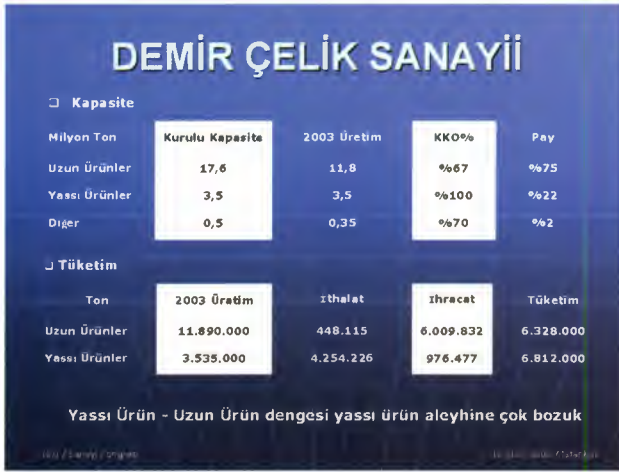 DEMİR ÇELİK SANAYİİ
❑ Kapasite
Milyon Ton Kurulu Kapasite 2003 Üretim KKO% Pay
Uzun Ürünler 17,6 11,8 %67 %75
Yassı Ürünler 3,5 3,5 %100 %22
Diğer 0,5 0,35 %70 %2
❑ Tüketim
Ton 2003 Üretim Ithalat Ihracat Tüketim
Uzun Ürünler 11.890.000 448.115 6.009.832 6.328.000
Yassı Ürünler 3.535.000 4.254.226 976.477 6.812.000
Yassı Ürün - Uzun Ürün dengesi yassı ürün aleyhine çok bozuk